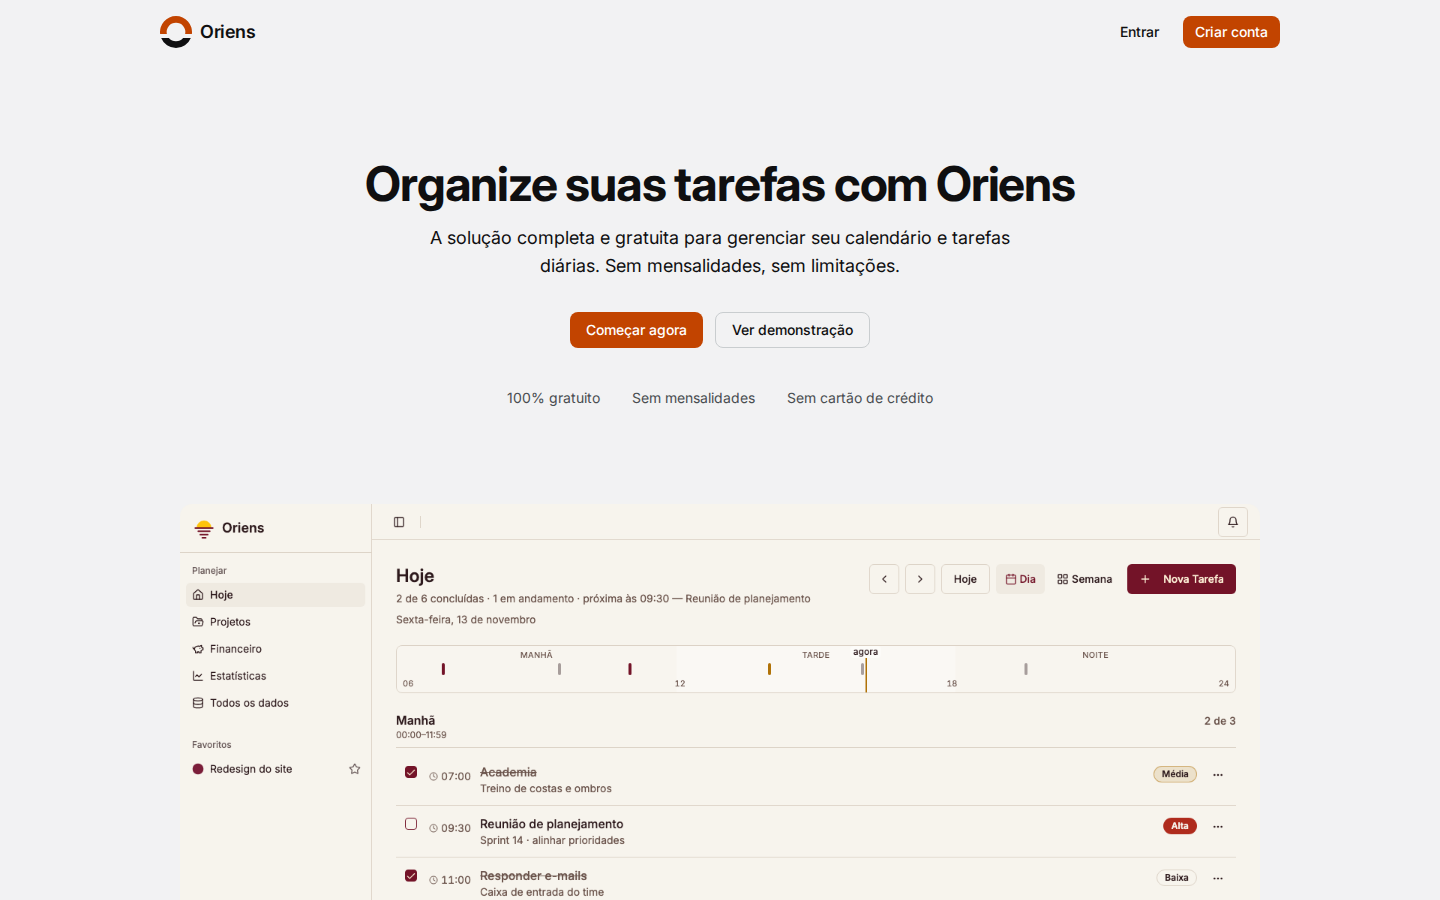 Oriens
Entrar
Criar conta
Organize suas tarefas com Oriens
A solução completa e gratuita para gerenciar seu calendário e tarefas
diárias. Sem mensalidades, sem limitações.
Começar agora
Ver demonstração
100% gratuito
Sem mensalidades
Sem cartão de crédito
Oriens
Planejar
Hoje
Projetos
Financeiro
Estatísticas
Todos os dados
Favoritos
Redesign do site
Hoje
2 de 6 concluídas · 1 em andamento · próxima às 09:30 — Reunião de planejamento
Sexta-feira, 13 de novembro
Hoje
Dia
Semana
+ Nova Tarefa
MANHÃ
TARDE
agora
NOITE
06
12
18
24
Manhã
2 de 3
00:00–11:59
07:00
Academia
Treino de costas e ombros
Média
09:30
Reunião de planejamento
Sprint 14 · alinhar prioridades
Alta
11:00
Responder e-mails
Caixa de entrada do time
Baixa